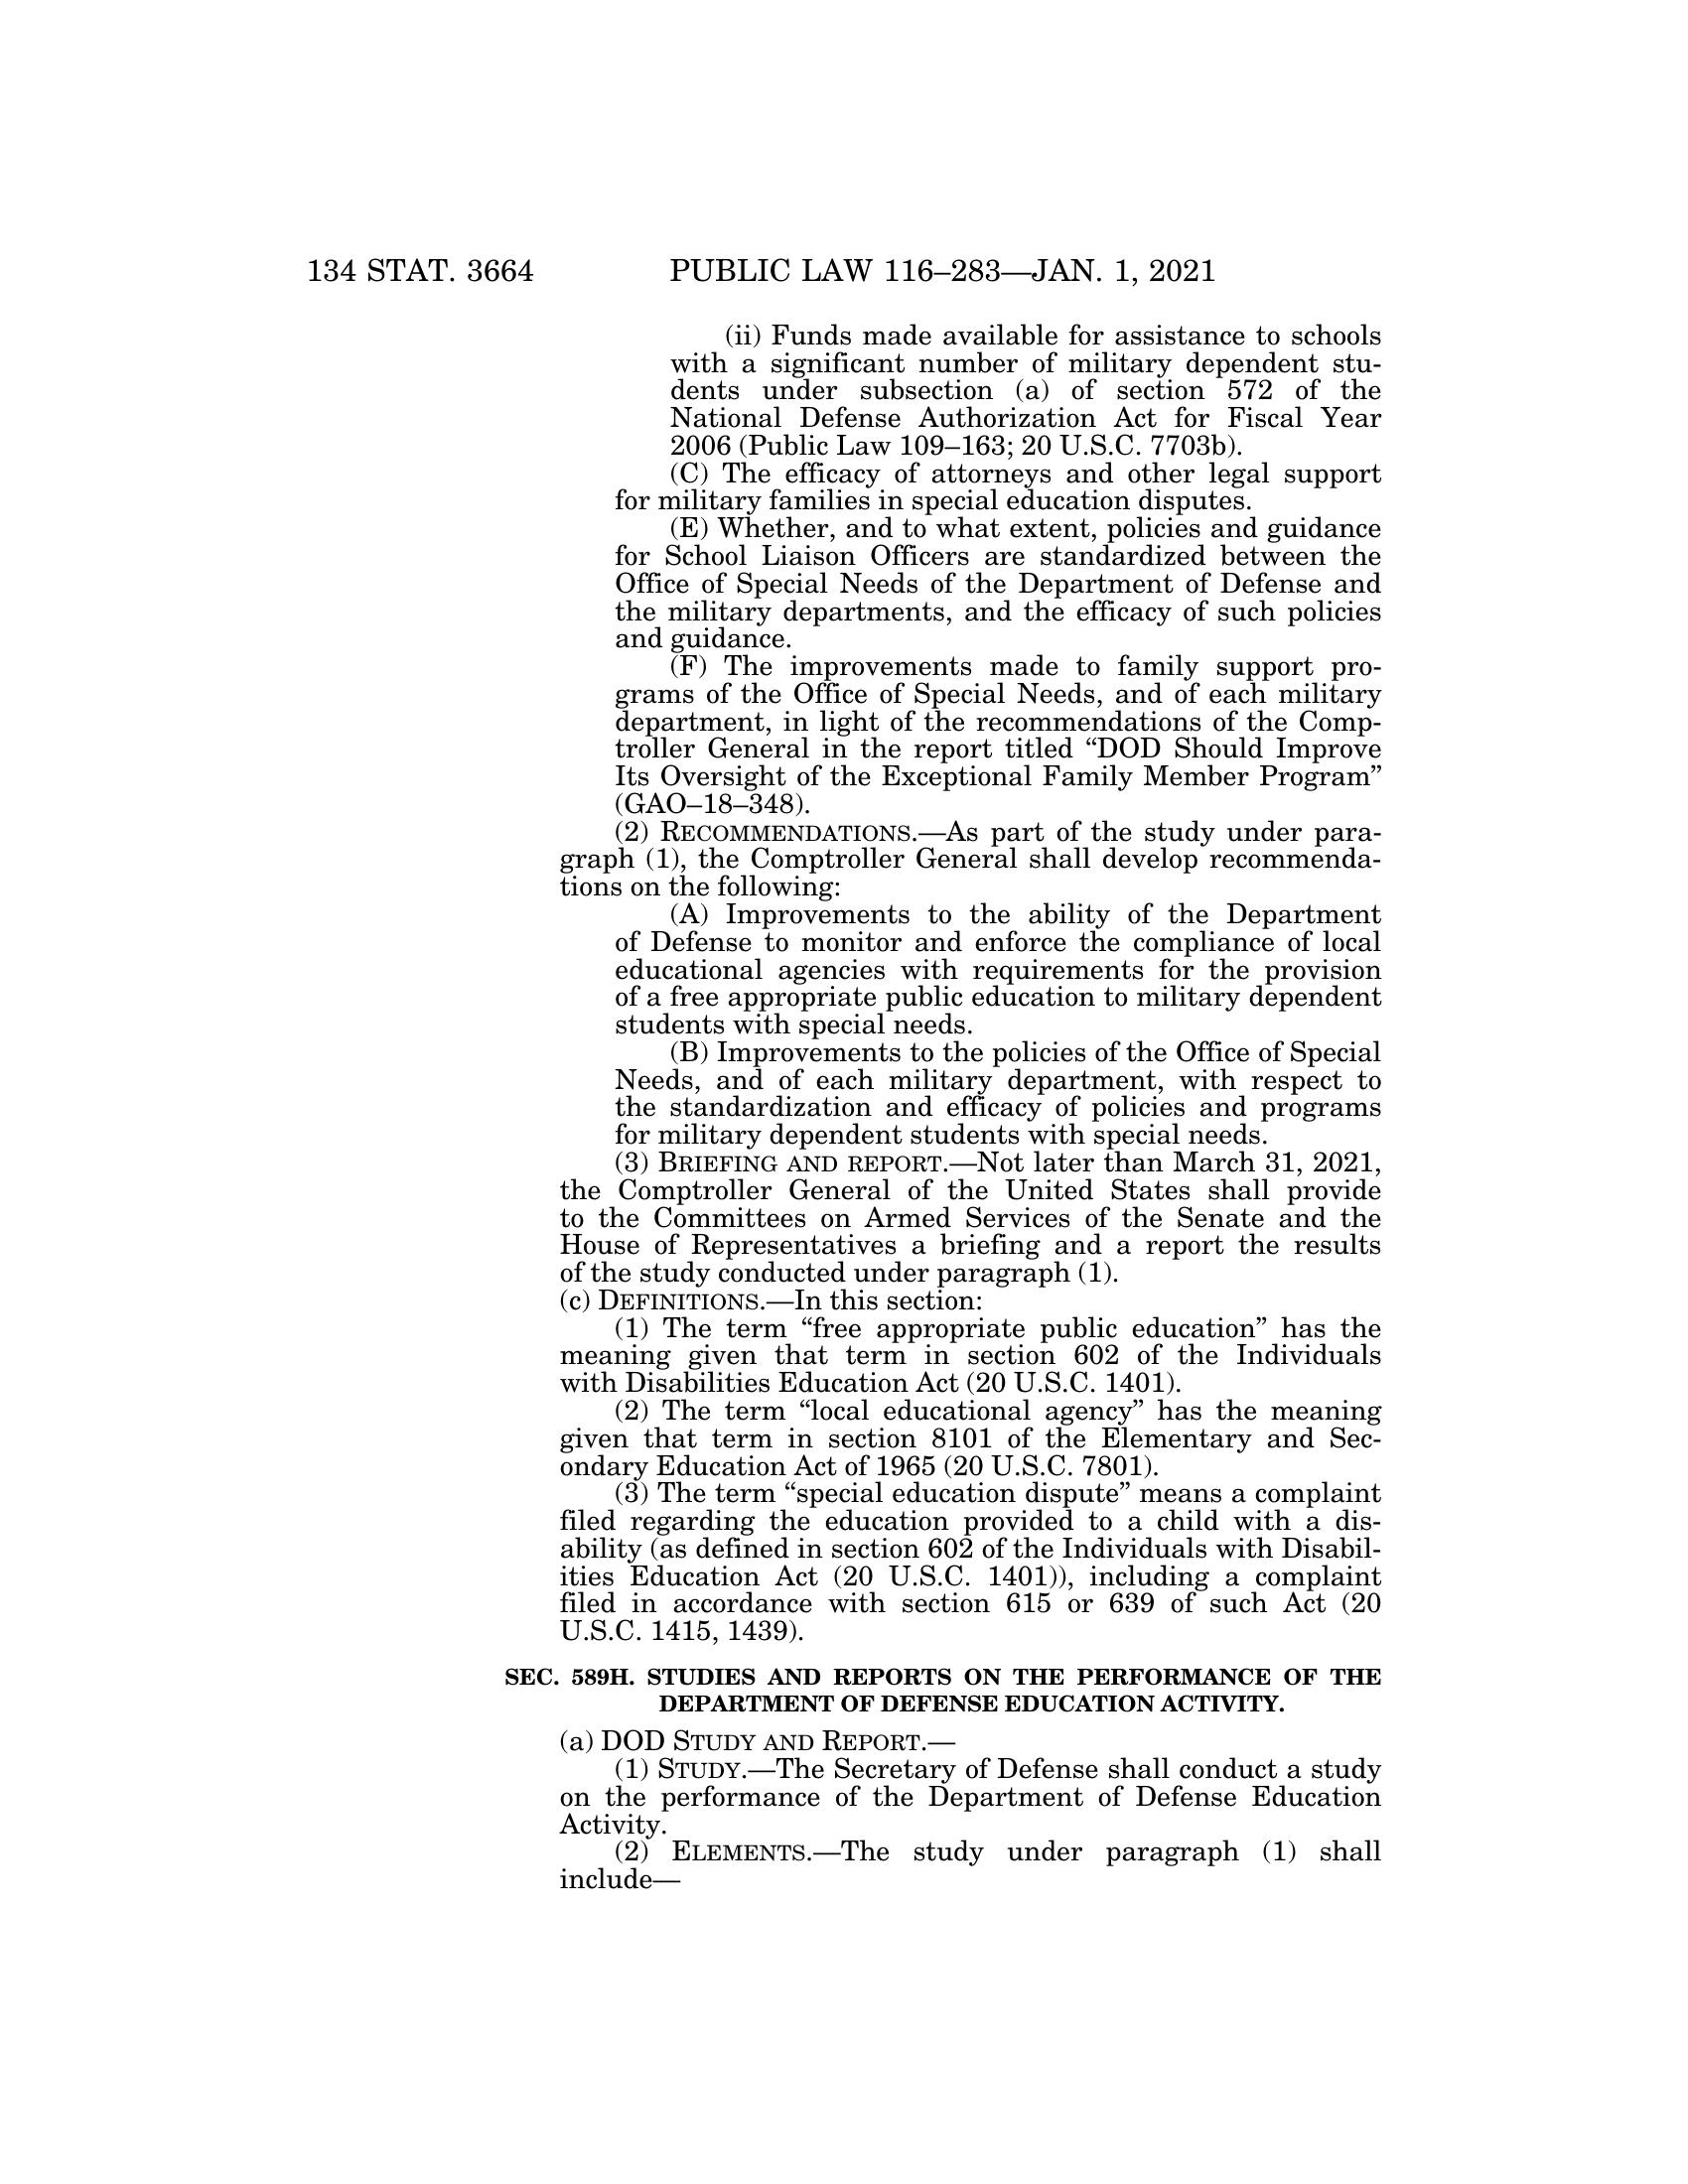 134 STAT. 3664 PUBLIC LAW 116–283—JAN. 1, 2021
(ii) Funds made available for assistance to schools
with a significant number of military dependent stu-
dents under subsection (a) of section 572 of the
National Defense Authorization Act for Fiscal Year
2006 (Public Law 109–163; 20 U.S.C. 7703b).
(C) The efficacy of attorneys and other legal support
for military families in special education disputes.
(E) Whether, and to what extent, policies and guidance
for School Liaison Officers are standardized between the
Office of Special Needs of the Department of Defense and
the military departments, and the efficacy of such policies
and guidance.
(F) The improvements made to family support pro-
grams of the Office of Special Needs, and of each military
department, in light of the recommendations of the Comp-
troller General in the report titled “DOD Should Improve
Its Oversight of the Exceptional Family Member Program”
(GAO–18–348).
(2) RECOMMENDATIONS.—As part of the study under para-
graph (1), the Comptroller General shall develop recommenda-
tions on the following:
(A) Improvements to the ability of the Department
of Defense to monitor and enforce the compliance of local
educational agencies with requirements for the provision
of a free appropriate public education to military dependent
students with special needs.
(B) Improvements to the policies of the Office of Special
Needs, and of each military department, with respect to
the standardization and efficacy of policies and programs
for military dependent students with special needs.
(3) BRIEFING AND REPORT.—Not later than March 31, 2021,
the Comptroller General of the United States shall provide
to the Committees on Armed Services of the Senate and the
House of Representatives a briefing and a report the results
of the study conducted under paragraph (1).
(c) DEFINITIONS.—In this section:
(1) The term “free appropriate public education” has the
meaning given that term in section 602 of the Individuals
with Disabilities Education Act (20 U.S.C. 1401).
(2) The term “local educational agency” has the meaning
given that term in section 8101 of the Elementary and Sec-
ondary Education Act of 1965 (20 U.S.C. 7801).
(3) The term “special education dispute” means a complaint
filed regarding the education provided to a child with a dis-
ability (as defined in section 602 of the Individuals with Disabil-
ities Education Act (20 U.S.C. 1401)), including a complaint
filed in accordance with section 615 or 639 of such Act (20
U.S.C. 1415, 1439).
SEC. 589H. STUDIES AND REPORTS ON THE PERFORMANCE OF THE
DEPARTMENT OF DEFENSE EDUCATION ACTIVITY.
(a) DOD STUDY AND REPORT.—
(1) STUDY.—The Secretary of Defense shall conduct a study
on the performance of the Department of Defense Education
Activity.
(2) ELEMENTS.—The study under paragraph (1) shall
include—